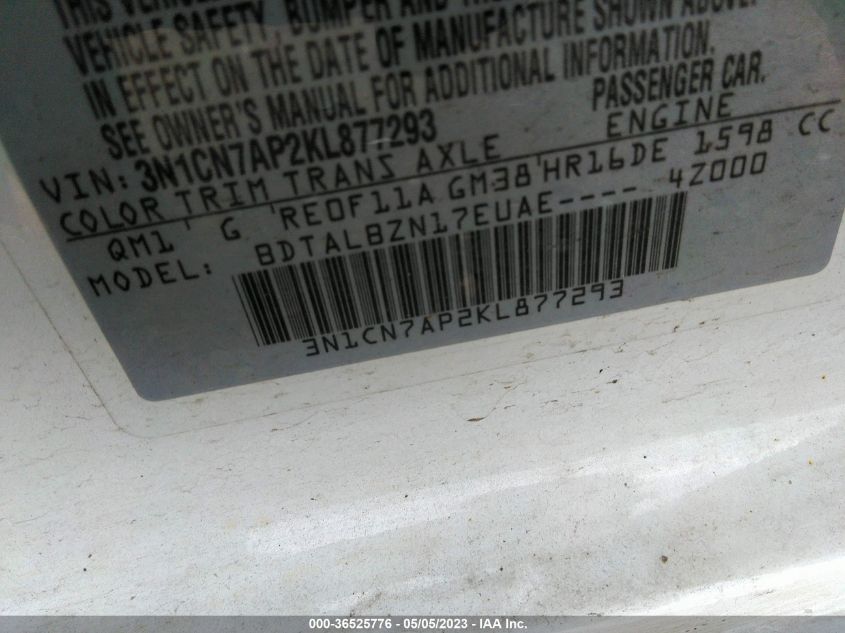 THIS VEHICLE
VEHICLE SAFETY, BUMPER AND
IN EFFECT ON THE DATE OF MANUFACTURE SHOWN ABOVE.
SEE OWNER'S MANUAL FOR ADDITIONAL INFORMATION.
VIN: 3N1CN7AP2KL877293 PASSENGER CAR.
COLOR TRIM TRANS AXLE ENGINE
QM1 G RE0F11A GM38 HR16DE 1598 CC
MODEL: BDTALBZN17EUAE---- 4Z000
3N1CN7AP2KL877293
000-36525776 - 05/05/2023 - IAA Inc.